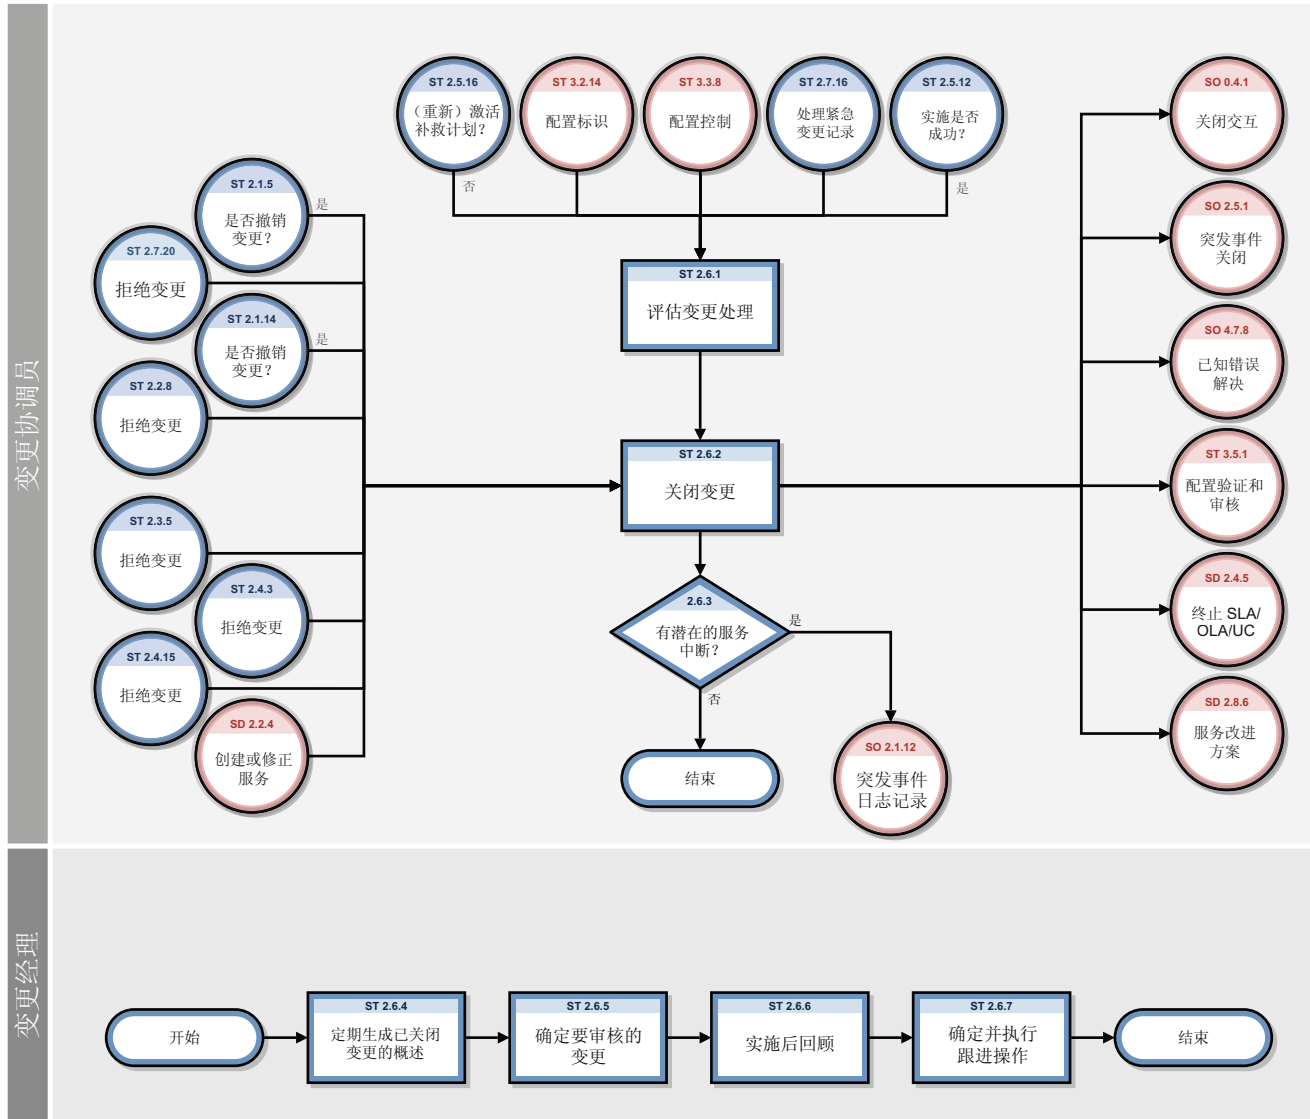 变更协调员
ST 2.5.16
（重新）激活
补救计划？
否
ST 3.2.14
配置标识
ST 3.3.8
配置控制
ST 2.7.16
处理紧急
变更记录
ST 2.5.12
实施是否
成功？
是
ST 2.1.5
是否撤销
变更？
是
ST 2.7.20
拒绝变更
ST 2.1.14
是否撤销
变更？
是
ST 2.2.8
拒绝变更
ST 2.3.5
拒绝变更
ST 2.4.3
拒绝变更
ST 2.4.15
拒绝变更
SD 2.2.4
创建或修正
服务
ST 2.6.1
评估变更处理
ST 2.6.2
关闭变更
2.6.3
有潜在的服务
中断？
是
否
结束
SO 2.1.12
突发事件
日志记录
SO 0.4.1
关闭交互
SO 2.5.1
突发事件
关闭
SO 4.7.8
已知错误
解决
ST 3.5.1
配置验证和
审核
SD 2.4.5
终止 SLA/
OLA/UC
SD 2.8.6
服务改进
方案
变更经理
开始
ST 2.6.4
定期生成已关闭
变更的概述
ST 2.6.5
确定要审核的
变更
ST 2.6.6
实施后回顾
ST 2.6.7
确定并执行
跟进操作
结束